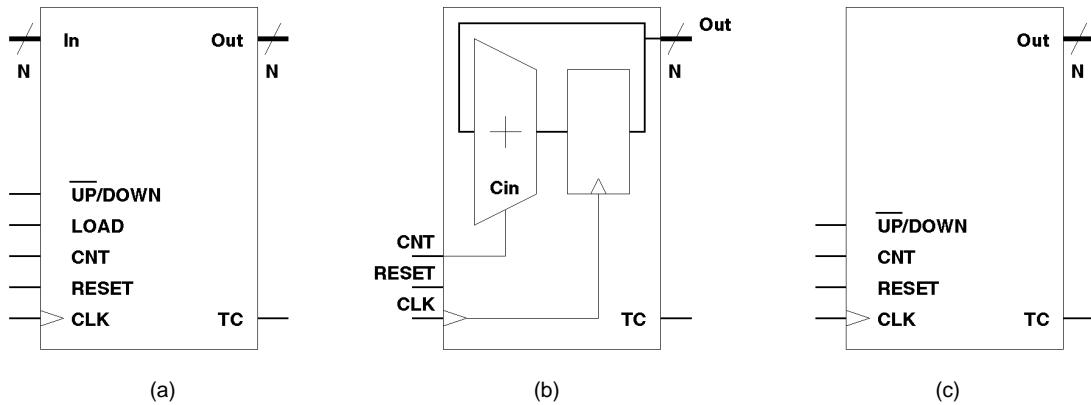 In
Out
N
N
UP/DOWN
LOAD
CNT
RESET
CLK
TC
(a)
Out
N
Cin
CNT
RESET
CLK
TC
(b)
Out
N
UP/DOWN
CNT
RESET
CLK
TC
(c)